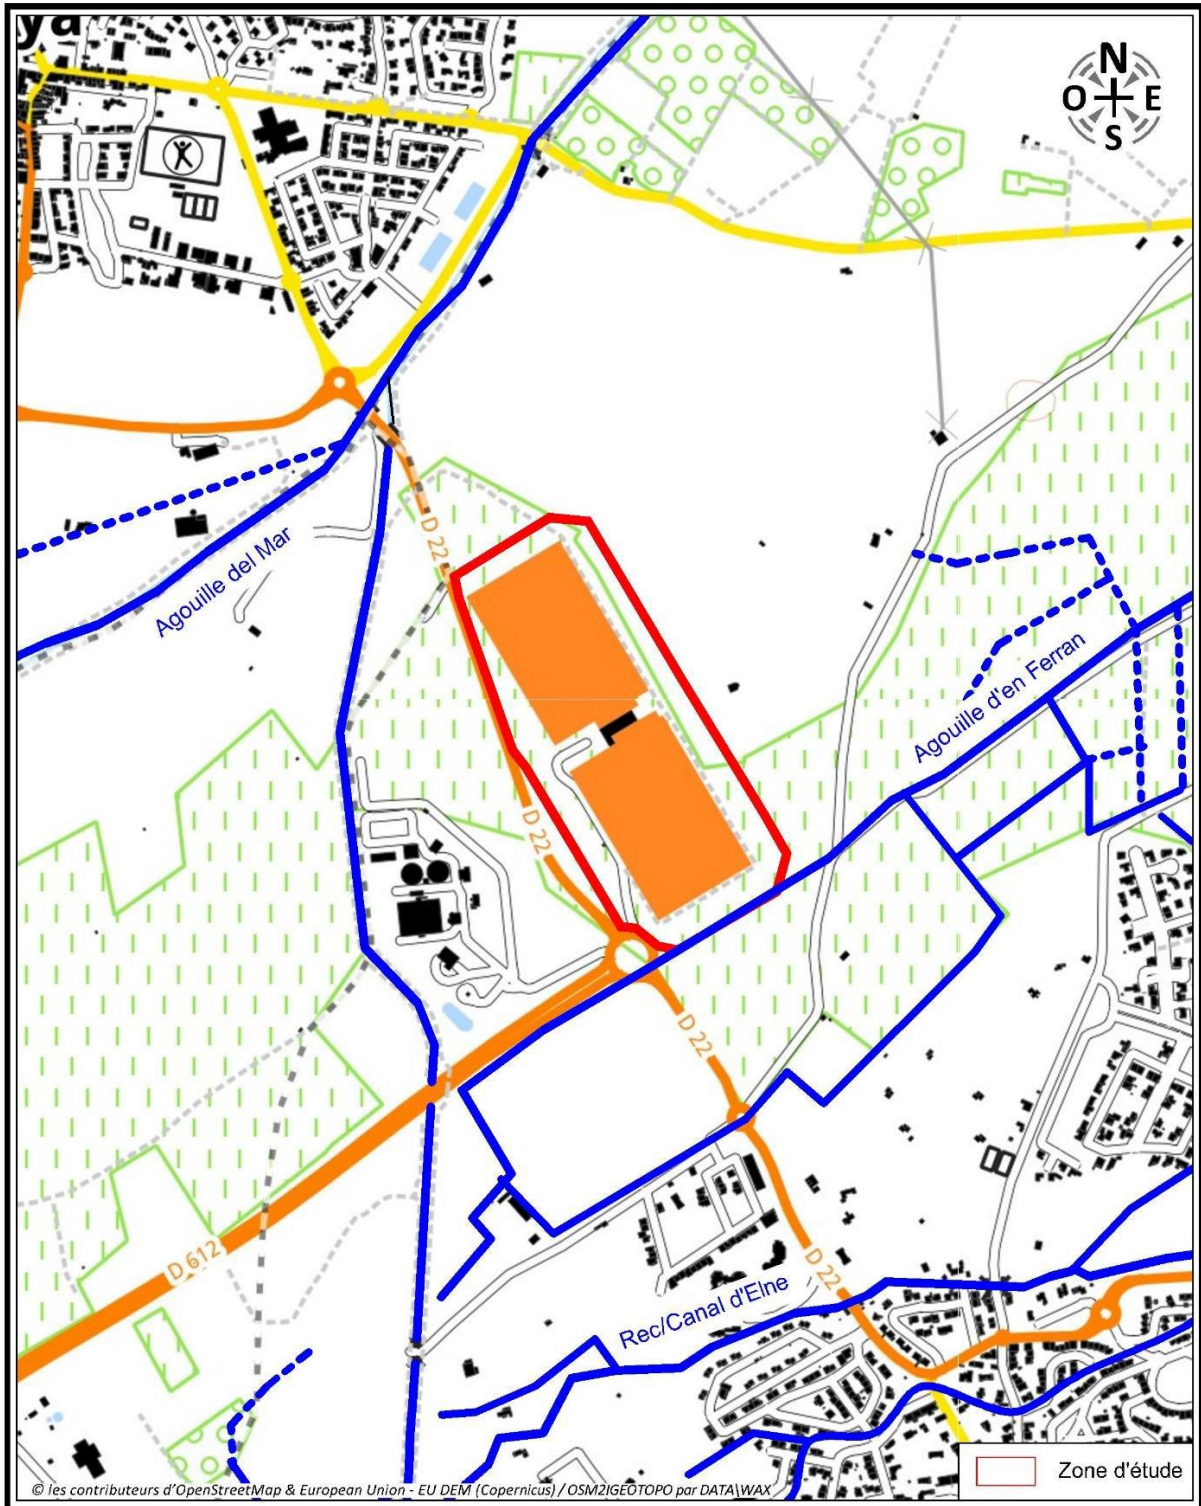 ya
N
O E
S
D 22
Agouille del Mar
Agouille d'en Ferran
D 22
D 22
D 612
D 22
Rec/Canal d'Elne
Zone d'étude
© les contributeurs d'OpenStreetMap & European Union - EU DEM (Copernicus) / OSM2IGEOTOPO par DATA\WAX